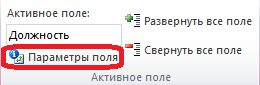 Активное поле:
Должность
Параметры поля
Развернуть все поле
Свернуть все поле
Активное поле